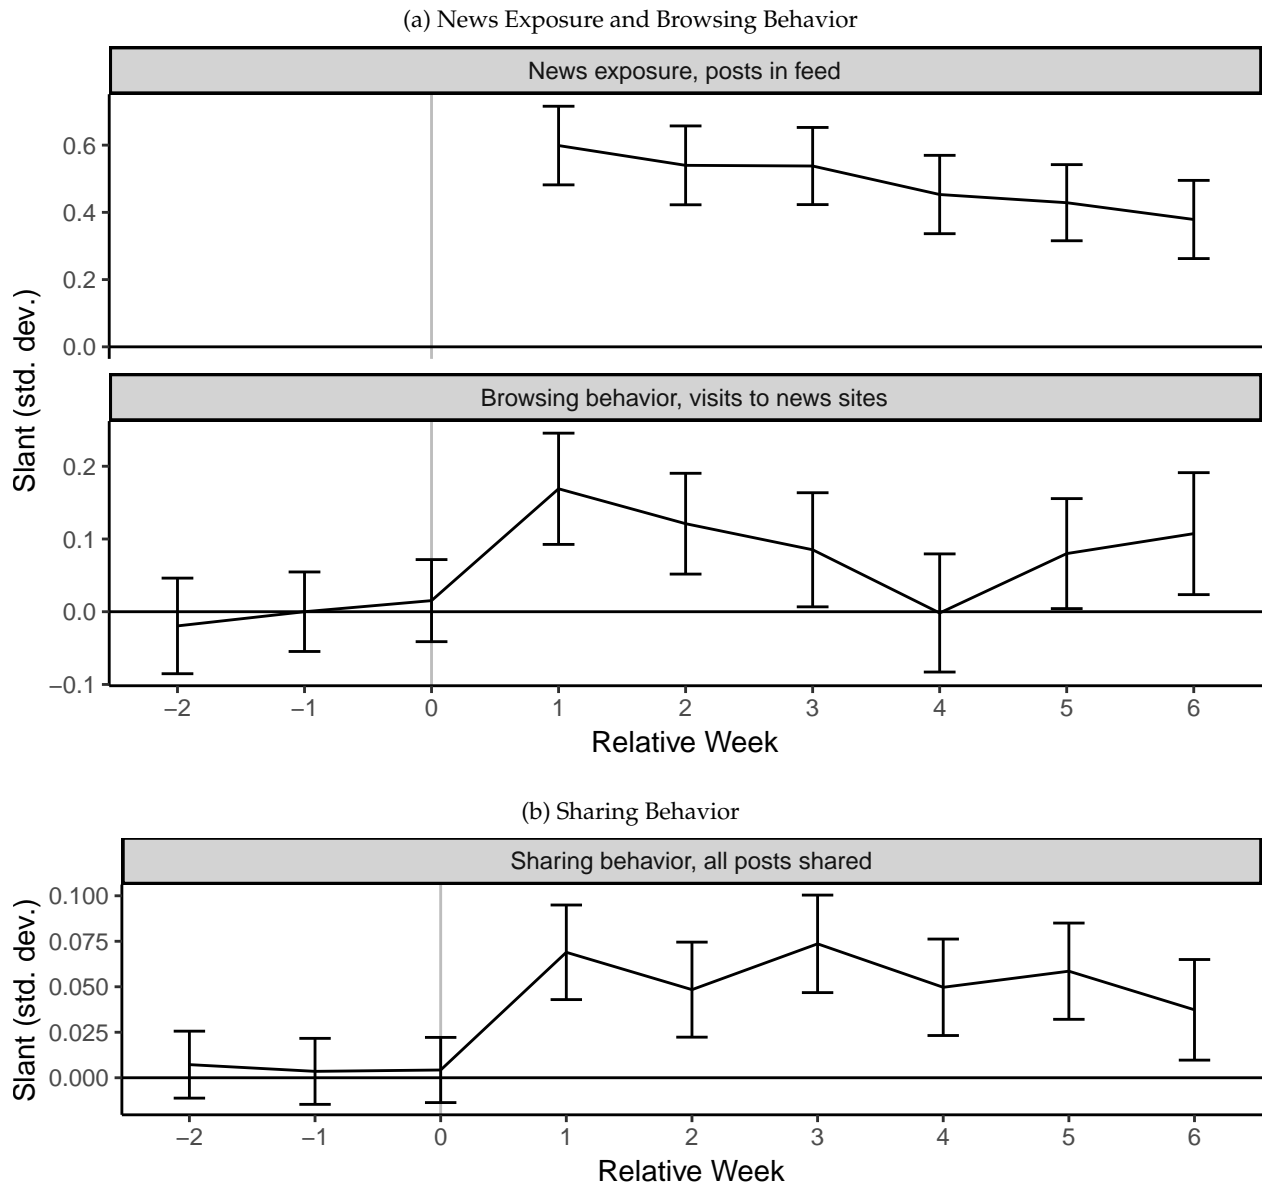 (a) News Exposure and Browsing Behavior
News exposure, posts in feed
0.6
0.4
0.2
0.0
Slant (std. dev.)
Browsing behavior, visits to news sites
0.2
0.1
0.0
−0.1
−2 −1 0 1 2 3 4 5 6
Relative Week
(b) Sharing Behavior
Sharing behavior, all posts shared
0.100
0.075
0.050
0.025
0.000
Slant (std. dev.)
−2 −1 0 1 2 3 4 5 6
Relative Week